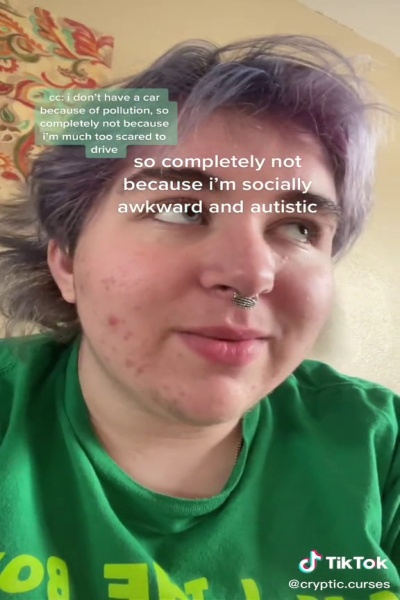 cc: i don't have a car
because of pollution, so
completely not because
i'm much too scared to
drive
so completely not
because i'm socially
awkward and autistic
TikTok
@cryptic.curses